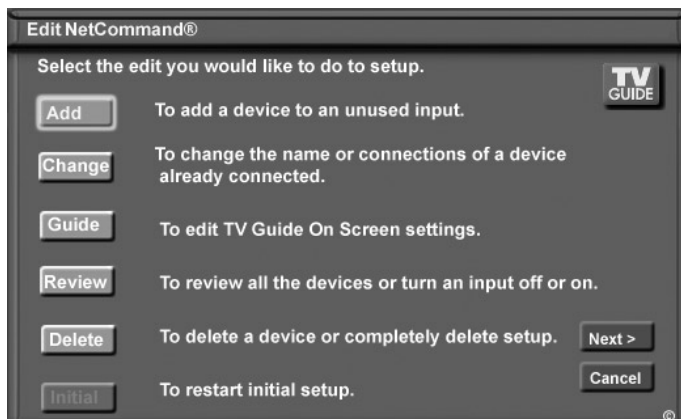 Edit NetCommand®
Select the edit you would like to do to setup.
TV
GUIDE
Add
To add a device to an unused input.
Change
To change the name or connections of a device
already connected.
Guide
To edit TV Guide On Screen settings.
Review
To review all the devices or turn an input off or on.
Delete
To delete a device or completely delete setup.
Next >
Cancel
Initial
To restart initial setup.
©